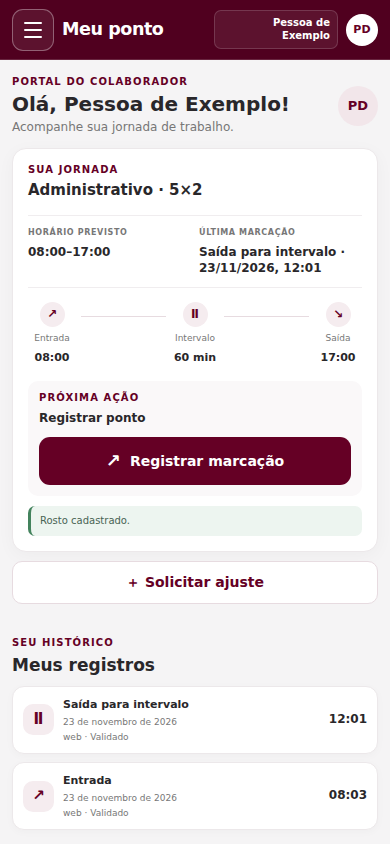 Meu ponto
Pessoa de
Exemplo
PD
PORTAL DO COLABORADOR
Olá, Pessoa de Exemplo!
Acompanhe sua jornada de trabalho.
PD
SUA JORNADA
Administrativo · 5×2
HORÁRIO PREVISTO
08:00–17:00
ÚLTIMA MARCAÇÃO
Saída para intervalo ·
23/11/2026, 12:01
↗
Entrada
08:00
Ⅱ
Intervalo
60 min
↘
Saída
17:00
PRÓXIMA AÇÃO
Registrar ponto
↗ Registrar marcação
Rosto cadastrado.
+ Solicitar ajuste
SEU HISTÓRICO
Meus registros
Ⅱ
Saída para intervalo
23 de novembro de 2026
web · Validado
12:01
↗
Entrada
23 de novembro de 2026
web · Validado
08:03